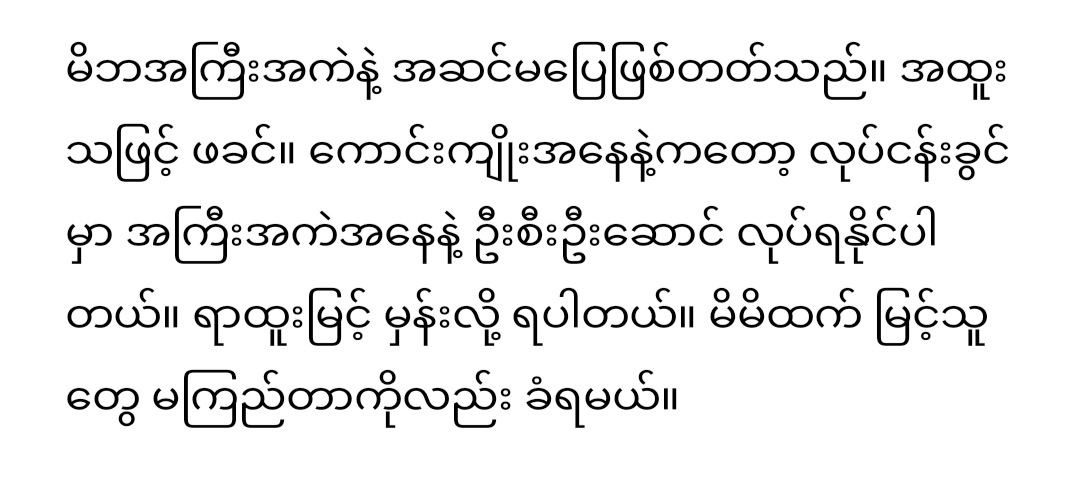 မိဘအကြီးအကဲနဲ့ အဆင်မပြေဖြစ်တတ်သည်။ အထူး
သဖြင့် ဖခင်။ ကောင်းကျိုးအနေနဲ့ကတော့ လုပ်ငန်းခွင်
မှာ အကြီးအကဲအနေနဲ့ ဦးစီးဦးဆောင် လုပ်ရနိုင်ပါ
တယ်။ ရာထူးမြင့် မှန်းလို့ ရပါတယ်။ မိမိထက် မြင့်သူ
တွေ မကြည်တာကိုလည်း ခံရမယ်။